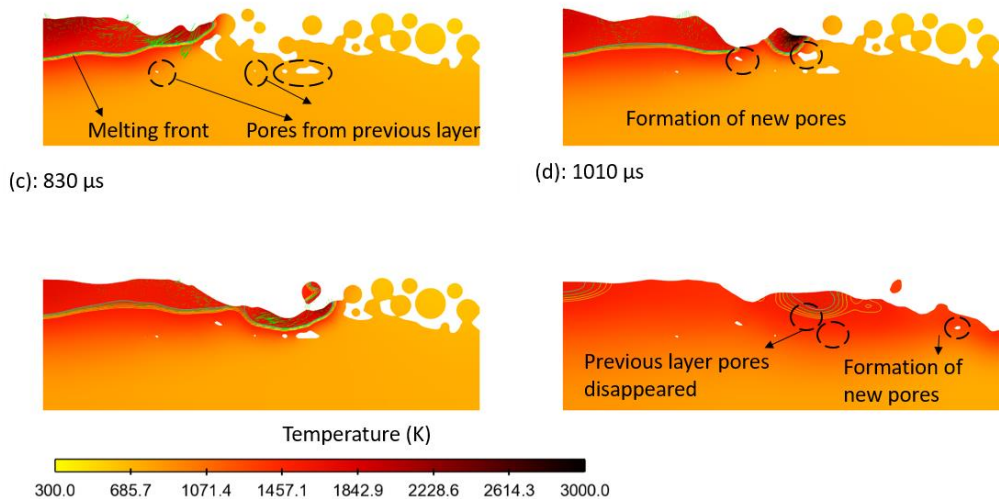 Melting front
Pores from previous layer
Formation of new pores
(c): 830 µs
(d): 1010 µs
Previous layer pores
disappeared
Formation of
new pores
Temperature (K)
300.0 685.7 1071.4 1457.1 1842.9 2228.6 2614.3 3000.0